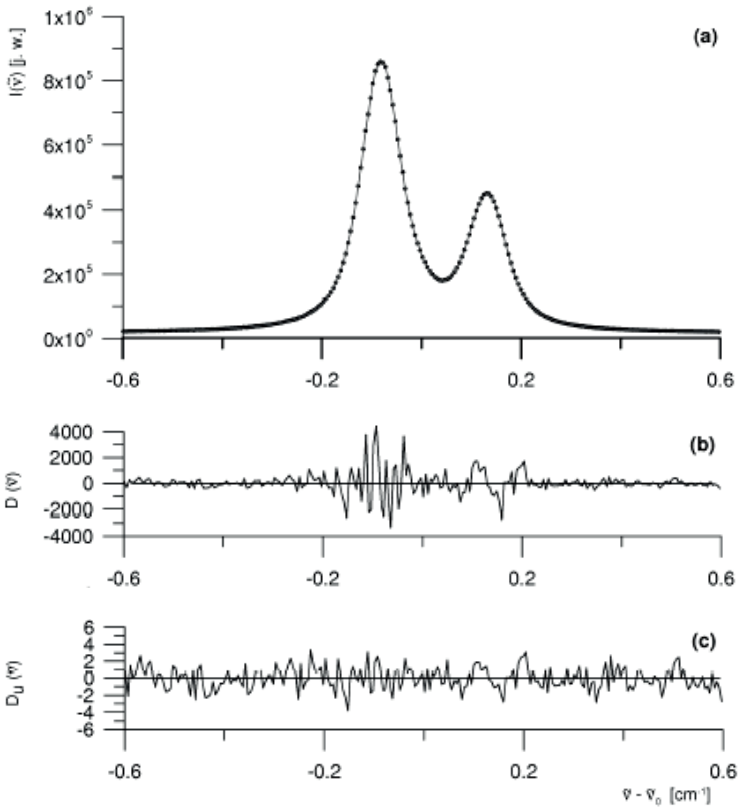 1x10⁶
(a)
I(ṽ) [j. w.]
8x10⁵
6x10⁵
4x10⁵
2x10⁵
0x10⁰
-0.6 -0.2 0.2 0.6
4000
(b)
2000
D (ṽ)
0
-2000
-4000
-0.6 -0.2 0.2 0.6
6
(c)
4
2
Dᵤ(ṽ)
0
-2
-4
-6
-0.6 -0.2 0.2 0.6
ṽ - ṽ₀ [cm⁻¹]